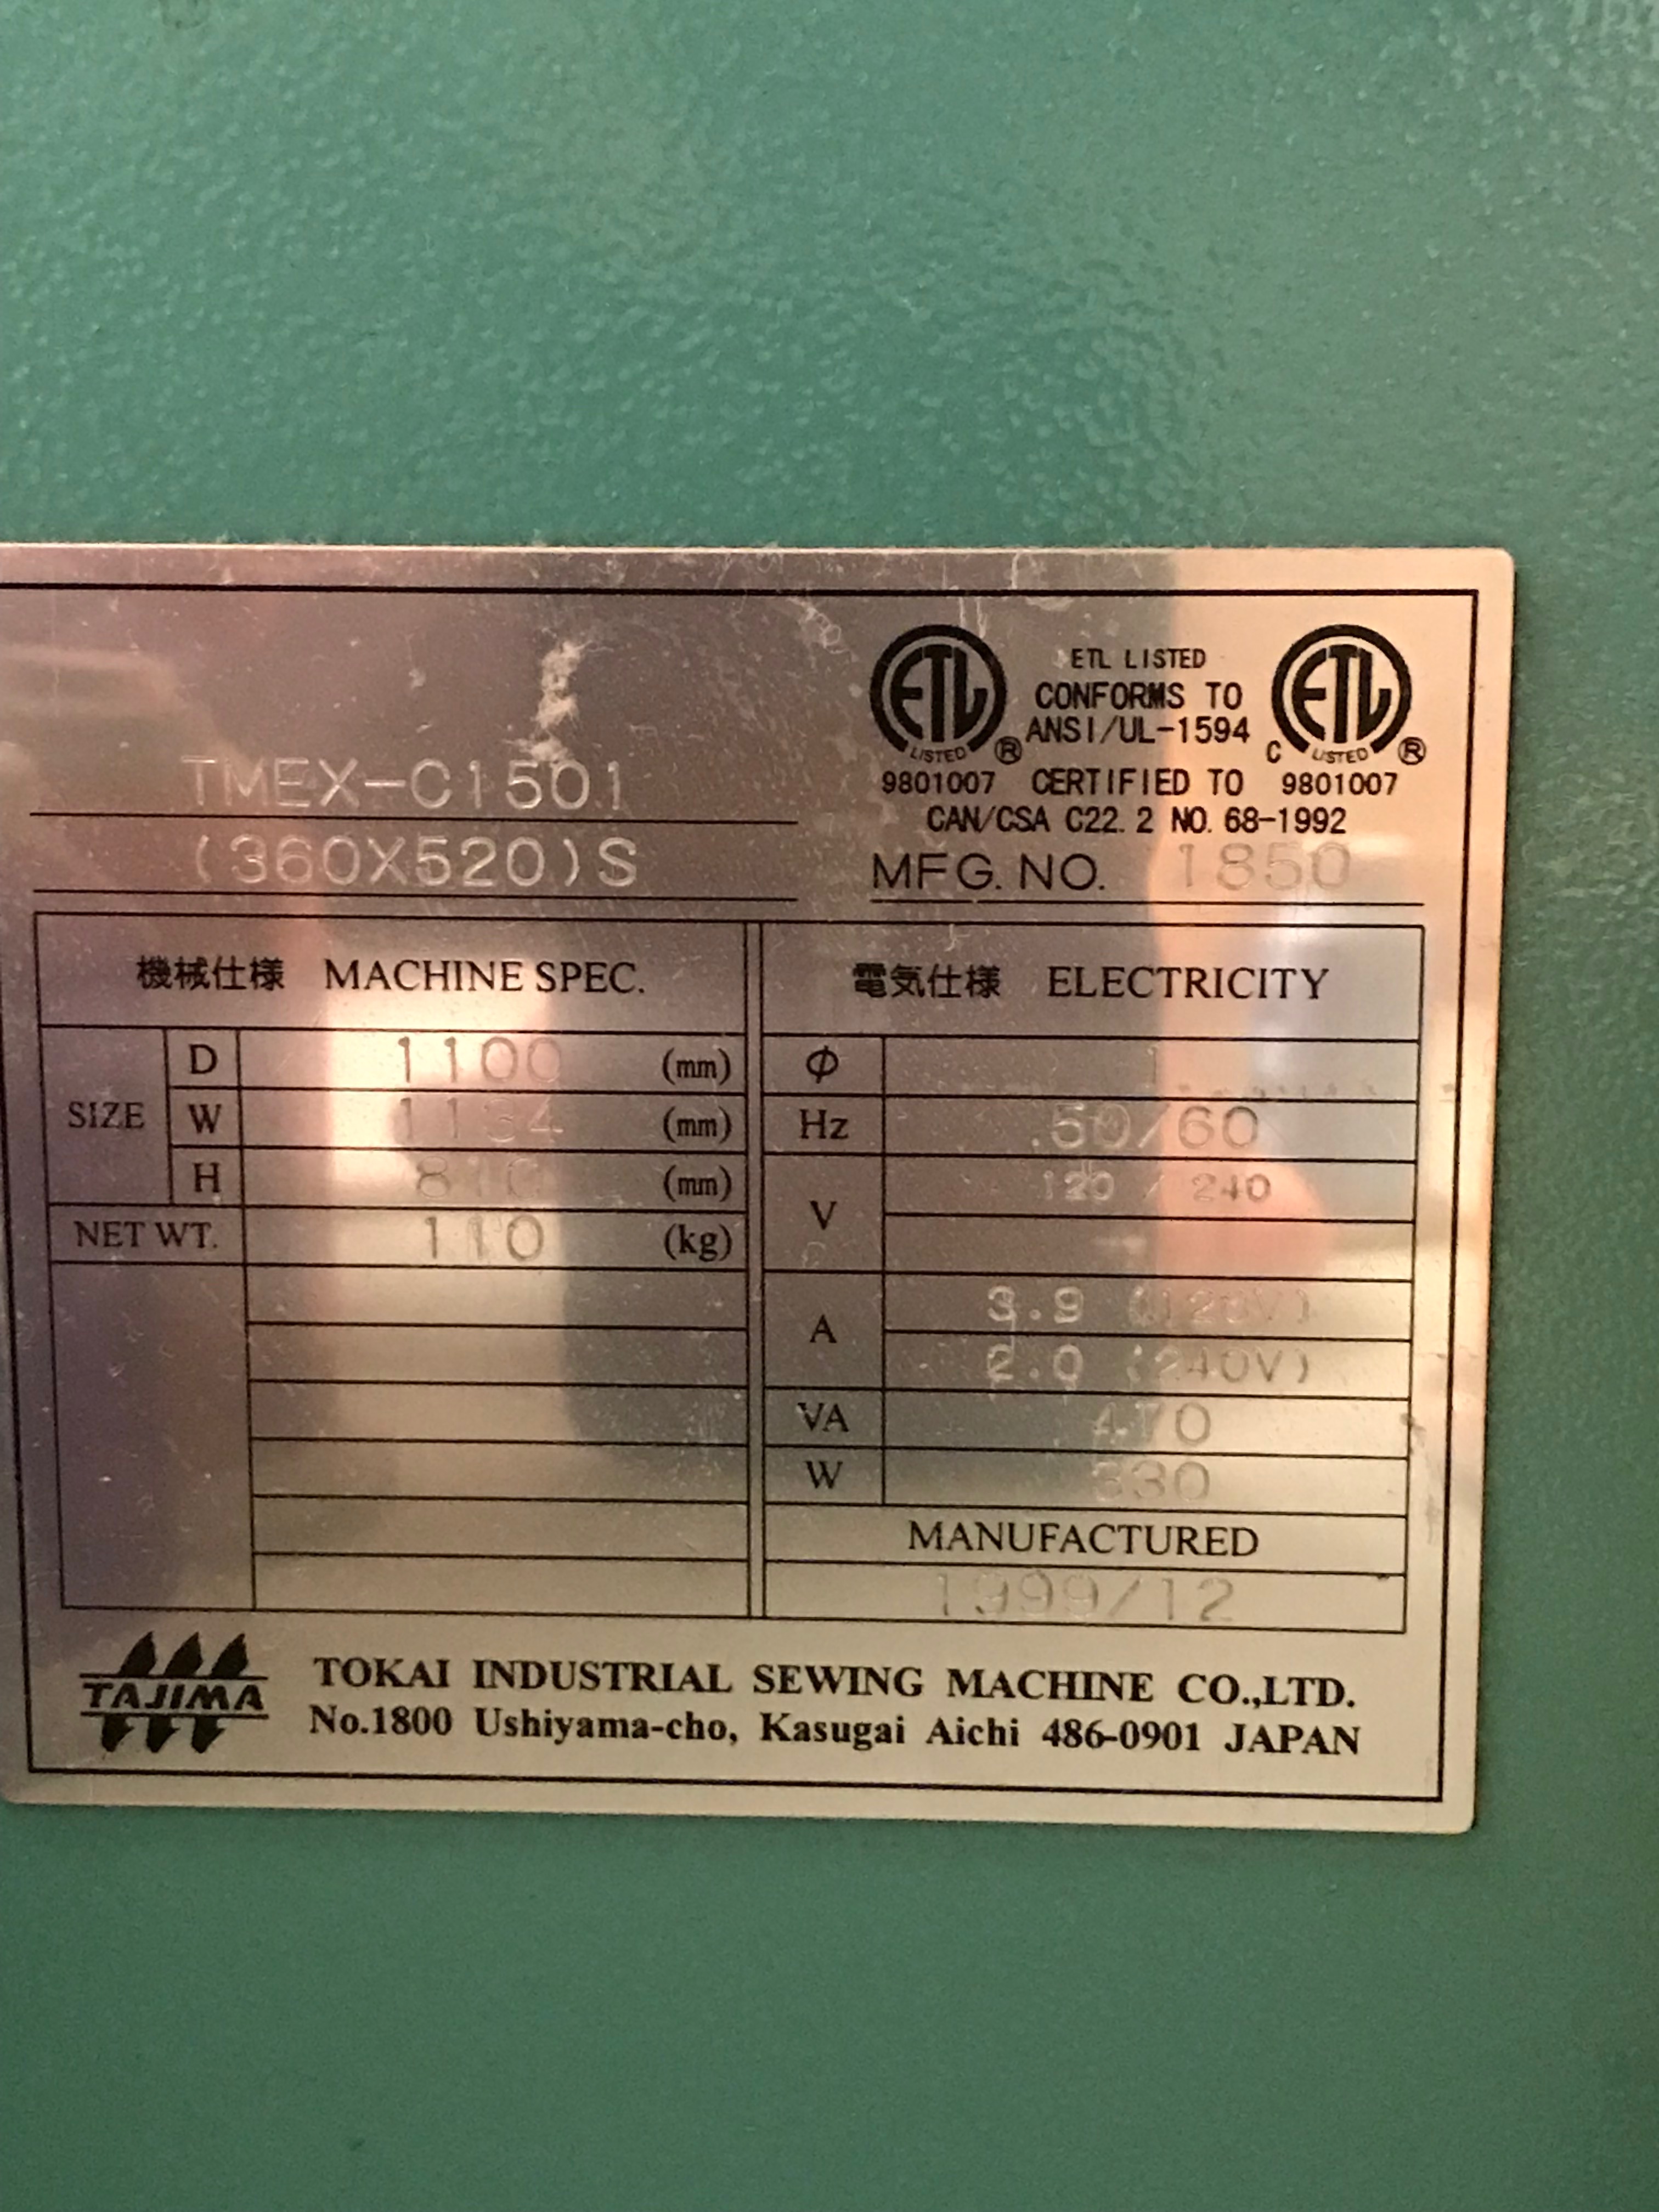 TMEX-C1501
(360X520)S
ETL LISTED
CONFORMS TO
ANSI/UL-1594
ETL LISTED ®
C ETL LISTED ®
9801007 CERTIFIED TO 9801007
CAN/CSA C22.2 NO. 68-1992
MFG. NO. 1850
機械仕様 MACHINE SPEC.
SIZE
D 1100 (mm)
W (mm)
H 810 (mm)
NET WT. 110 (kg)
電気仕様 ELECTRICITY
Φ 1
Hz 50/60
V 120 / 240
A 3.9 (120V)
2.0 (240V)
VA 470
W
MANUFACTURED
1999/12
TAJIMA
TOKAI INDUSTRIAL SEWING MACHINE CO.,LTD.
No.1800 Ushiyama-cho, Kasugai Aichi 486-0901 JAPAN